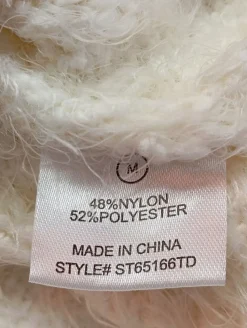 M
48%NYLON
52%POLYESTER
MADE IN CHINA
STYLE# ST65166TD